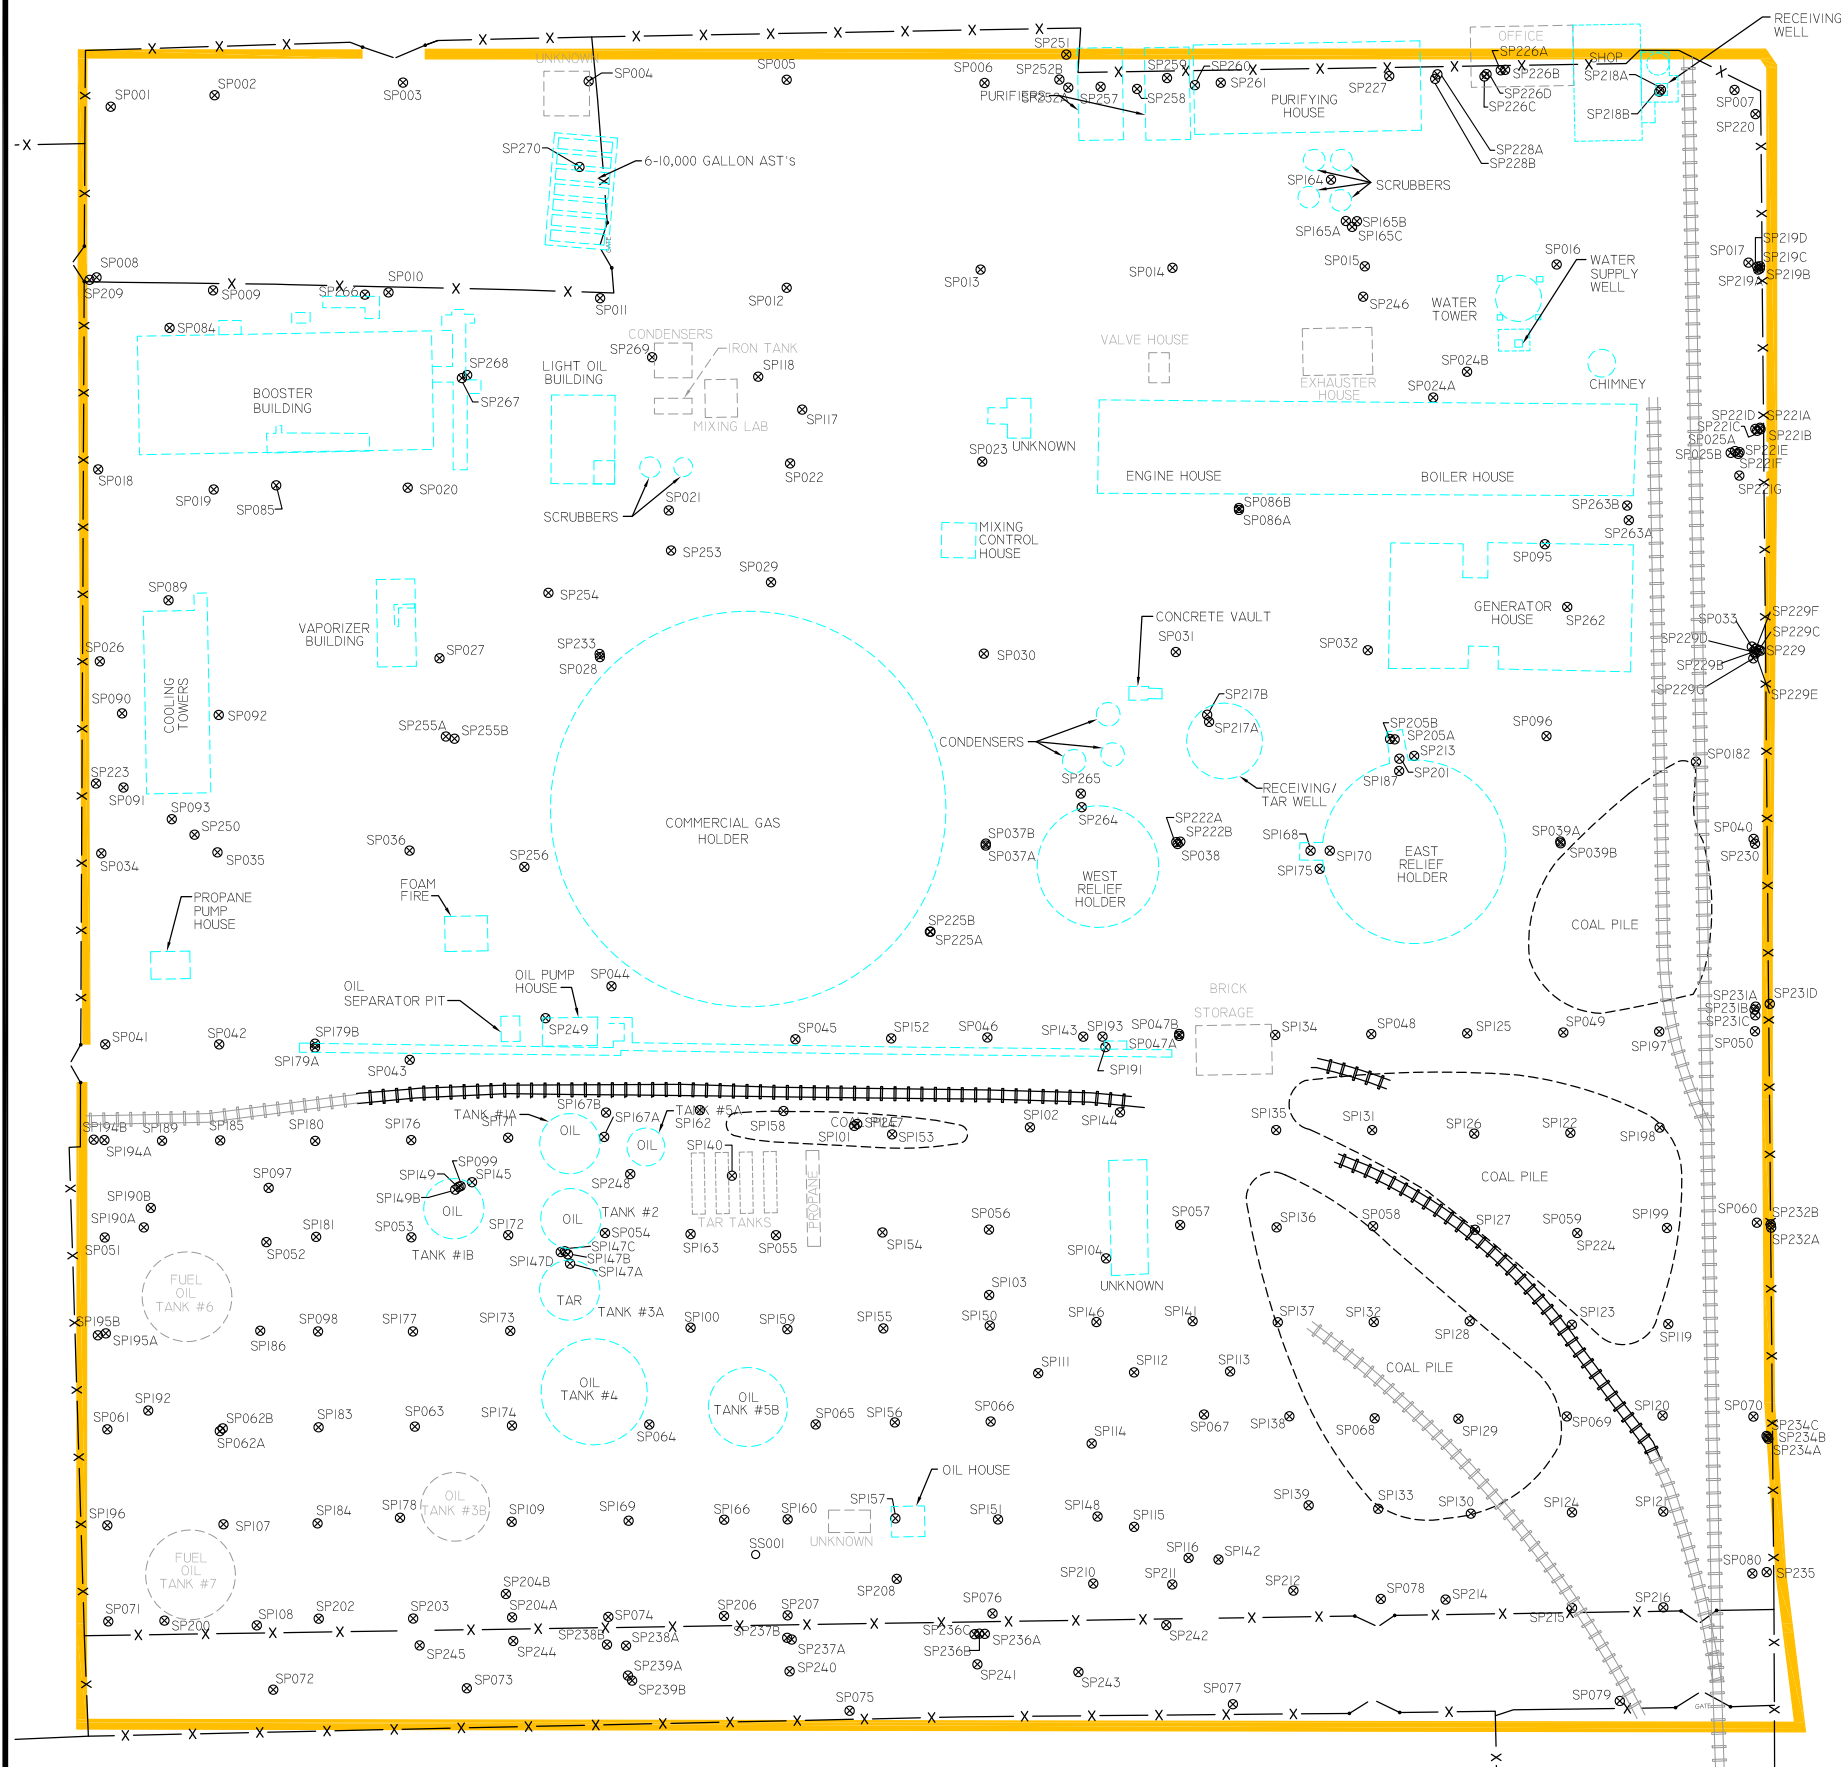 RECEIVING
WELL
OFFICE
SP251
SP226A
UNKNOWN
SP004
SP005
SP006
SP252B
SP259
SP260
SP261
SP227
SP226B
SHOP
SP218A
SP001
SP002
SP003
PURIFIERS
SP252A
SP257
SP258
PURIFYING
HOUSE
SP226D
SP226C
SP218B
SP007
SP220
SP270
6-10,000 GALLON AST'S
SP228A
SP228B
SP164
SCRUBBERS
SP165B
SP165A
SP165C
GATE
SP008
SP209
SP009
SP266
SP010
SP011
SP012
SP013
SP014
SP015
SP016
WATER
SUPPLY
WELL
SP017
SP219D
SP219C
SP219B
SP219A
SP246
WATER
TOWER
SP084
CONDENSERS
IRON TANK
VALVE HOUSE
SP269
SP268
LIGHT OIL
BUILDING
SP118
SP024B
EXHAUSTER
HOUSE
CHIMNEY
BOOSTER
BUILDING
SP267
SP117
SP024A
MIXING LAB
UNKNOWN
SP221D
SP221A
SP221C
SP221B
SP025A
SP221E
SP025B
SP221F
SP221G
SP018
SP019
SP085
SP020
SP021
SP022
SP023
ENGINE HOUSE
BOILER HOUSE
SCRUBBERS
SP086B
SP086A
SP263B
SP263A
MIXING
CONTROL
HOUSE
SP253
SP095
SP029
SP089
SP254
GENERATOR
HOUSE
SP262
VAPORIZER
BUILDING
CONCRETE VAULT
SP033
SP229F
SP229C
SP229D
SP229
SP229B
SP229G
SP229E
SP026
SP027
SP233
SP028
SP030
SP031
SP032
COOLING
TOWERS
SP090
SP092
SP255A
SP255B
SP217B
SP217A
CONDENSERS
SP205B
SP205A
SP213
SP201
SP187
SP096
SP0182
SP223
SP091
SP265
SP264
RECEIVING/
TAR WELL
SP093
SP250
COMMERCIAL GAS
HOLDER
SP034
SP035
SP036
SP256
SP037B
SP037A
SP222A
SP222B
SP038
SP168
SP170
SP175
EAST
RELIEF
HOLDER
SP039A
SP039B
SP040
SP230
WEST
RELIEF
HOLDER
FOAM
FIRE
PROPANE
PUMP
HOUSE
COAL PILE
SP225B
SP225A
OIL
SEPARATOR PIT
OIL PUMP
HOUSE
SP044
BRICK
STORAGE
SP231A
SP231D
SP231B
SP231C
SP050
SP041
SP042
SP179B
SP179A
SP043
SP249
SP045
SP152
SP046
SP143
SP193
SP047B
SP047A
SP191
SP134
SP048
SP125
SP049
SP197
TANK #1A
SP167B
SP167A
SP162
TANK #5A
SP158
SP101
SP153
SP102
SP144
SP194B
SP194A
SP189
SP185
SP180
SP176
SP171
OIL
OIL
SP140
SP135
SP131
SP126
SP122
SP198
SP097
SP149
SP099
SP145
SP149B
SP248
COAL PILE
SP190B
SP190A
SP051
SP052
SP181
SP053
OIL
TANK #1B
SP172
OIL
TANK #2
SP054
SP163
TAR TANKS
SP055
PROPANE
SP154
SP056
SP057
SP104
UNKNOWN
SP136
SP058
SP127
SP059
SP224
SP199
SP060
SP232B
SP232A
SP147C
SP147B
SP147D
SP147A
FUEL
OIL
TANK #6
TAR
TANK #3A
SP103
SP195B
SP195A
SP186
SP098
SP177
SP173
SP100
SP159
SP155
SP150
SP146
SP141
SP137
SP132
SP128
SP123
SP119
COAL PILE
OIL
TANK #4
OIL
TANK #5B
SP111
SP112
SP113
SP192
SP061
SP062B
SP062A
SP183
SP063
SP174
SP064
SP065
SP156
SP066
SP114
SP067
SP138
SP068
SP129
SP069
SP120
SP070
SP234C
SP234B
SP234A
OIL HOUSE
OIL
TANK #3B
SP196
SP107
SP184
SP178
SP109
SP169
SP166
SP160
UNKNOWN
SP157
SP151
SP148
SP115
SP139
SP133
SP130
SP124
SP121
SS001
FUEL
OIL
TANK #7
SP116
SP142
SP080
SP235
SP208
SP210
SP211
SP212
SP078
SP214
SP215
SP216
SP071
SP200
SP108
SP202
SP203
SP204B
SP204A
SP074
SP206
SP207
SP076
SP245
SP244
SP238B
SP238A
SP237B
SP237A
SP236C
SP236A
SP236B
SP242
SP239A
SP239B
SP240
SP241
SP243
SP072
SP073
SP075
SP077
SP079
GATE